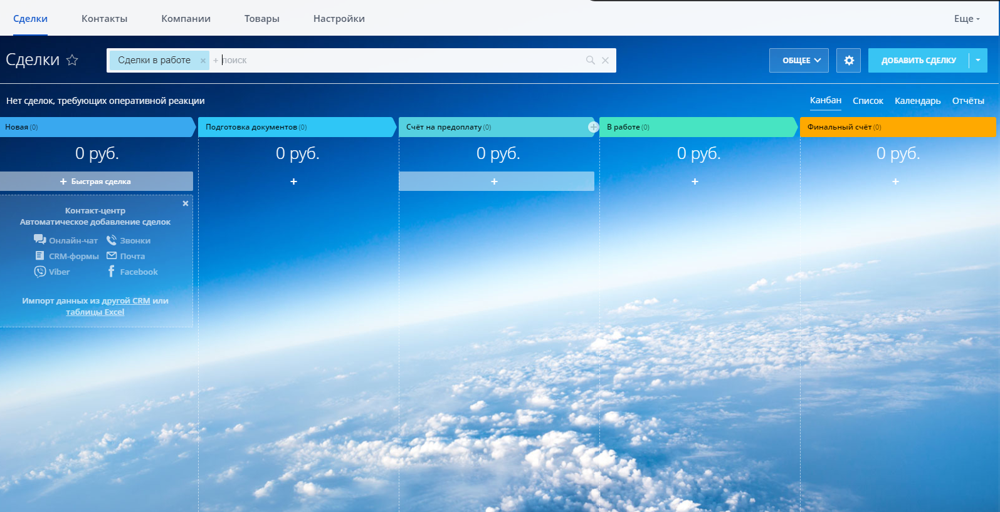 Сделки Контакты Компании Товары Настройки Еще
Сделки Сделки в работе × + поиск ОБЩЕЕ ДОБАВИТЬ СДЕЛКУ
Нет сделок, требующих оперативной реакции Канбан Список Календарь Отчёты
Новая (0) Подготовка документов (0) Счёт на предоплату (0) В работе (0) Финальный счёт (0)
0 руб. 0 руб. 0 руб. 0 руб. 0 руб.
+ Быстрая сделка + + + +
Контакт-центр
Автоматическое добавление сделок
Онлайн-чат Звонки
CRM-формы Почта
Viber Facebook
Импорт данных из другой CRM или
таблицы Excel